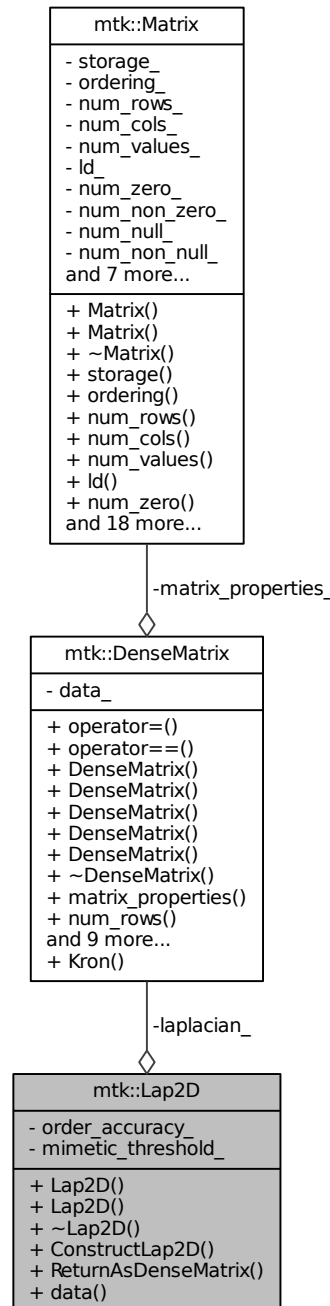 mtk::Matrix
- storage_
- ordering_
- num_rows_
- num_cols_
- num_values_
- ld_
- num_zero_
- num_non_zero_
- num_null_
- num_non_null_
and 7 more...
+ Matrix()
+ Matrix()
+ ~Matrix()
+ storage()
+ ordering()
+ num_rows()
+ num_cols()
+ num_values()
+ ld()
+ num_zero()
and 18 more...
-matrix_properties_
mtk::DenseMatrix
- data_
+ operator=()
+ operator==()
+ DenseMatrix()
+ DenseMatrix()
+ DenseMatrix()
+ DenseMatrix()
+ DenseMatrix()
+ ~DenseMatrix()
+ matrix_properties()
+ num_rows()
and 9 more...
+ Kron()
-laplacian_
mtk::Lap2D
- order_accuracy_
- mimetic_threshold_
+ Lap2D()
+ Lap2D()
+ ~Lap2D()
+ ConstructLap2D()
+ ReturnAsDenseMatrix()
+ data()